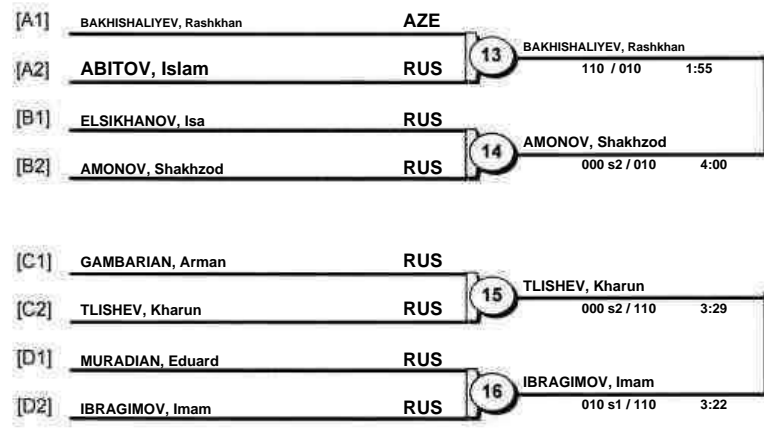 [A1] BAKHISHALIYEV, Rashkhan AZE
13 BAKHISHALIYEV, Rashkhan
[A2] ABITOV, Islam RUS
110 / 010 1:55
[B1] ELSIKHANOV, Isa RUS
14 AMONOV, Shakhzod
[B2] AMONOV, Shakhzod RUS
000 s2 / 010 4:00
[C1] GAMBARIAN, Arman RUS
15 TLISHEV, Kharun
[C2] TLISHEV, Kharun RUS
000 s2 / 110 3:29
[D1] MURADIAN, Eduard RUS
16 IBRAGIMOV, Imam
[D2] IBRAGIMOV, Imam RUS
010 s1 / 110 3:22